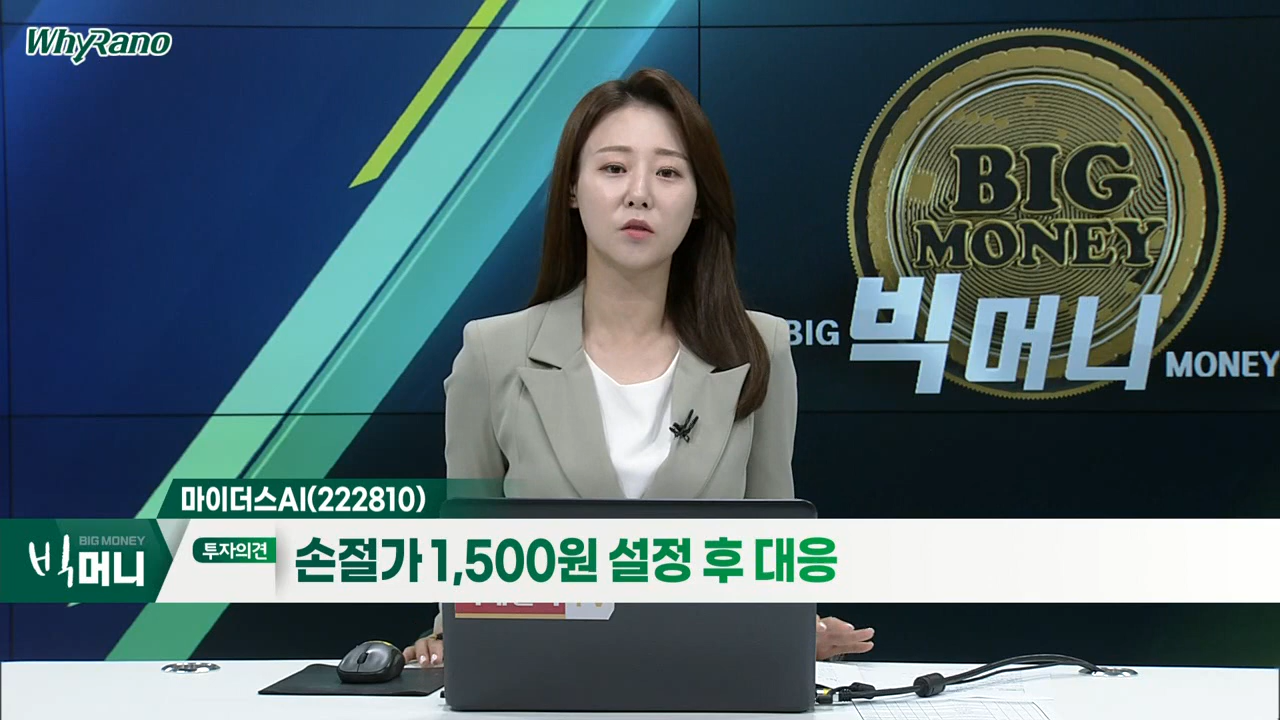 WhyRano
BIG
MONEY
BIG
빅머니
MONEY
마이더스AI(222810)
BIG MONEY
빅머니
투자의견
손절가 1,500원 설정 후 대응